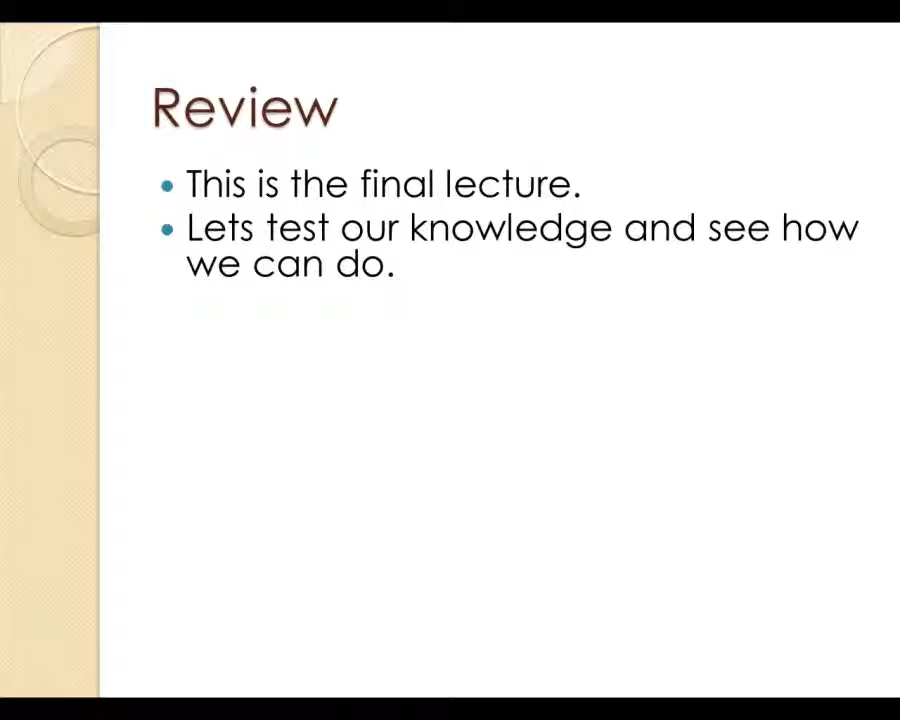 Review
This is the final lecture.
Lets test our knowledge and see how
we can do.